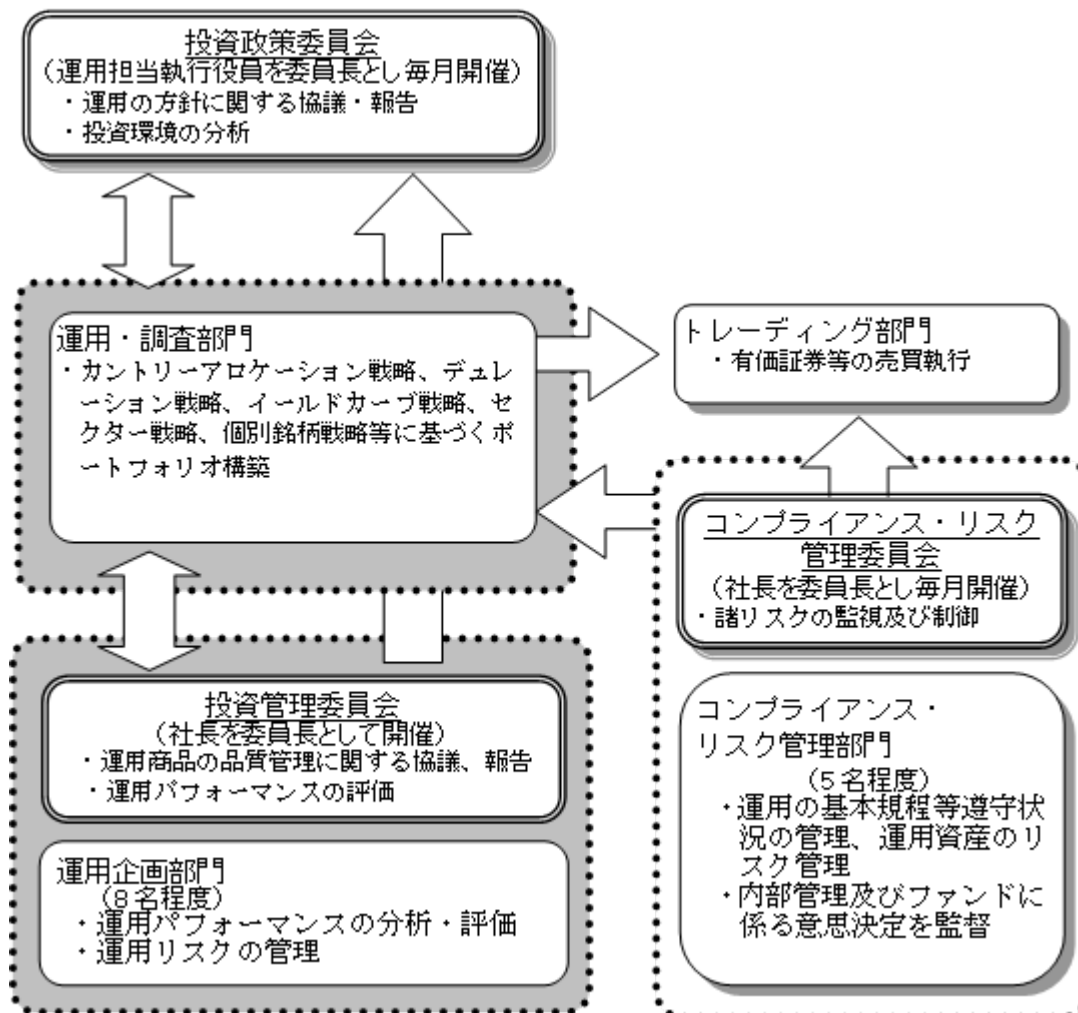 投資政策委員会
（運用担当執行役員を委員長とし毎月開催）
・運用の方針に関する協議・報告
・投資環境の分析
運用・調査部門
・カントリーアロケーション戦略、デュレ
ーション戦略、イールドカーブ戦略、セ
クター戦略、個別銘柄戦略等に基づくポ
ートフォリオ構築
トレーディング部門
・有価証券等の売買執行
コンプライアンス・リスク
管理委員会
（社長を委員長とし毎月開催）
・諸リスクの監視及び制御
投資管理委員会
（社長を委員長として開催）
・運用商品の品質管理に関する協議、報告
・運用パフォーマンスの評価
運用企画部門
（８名程度）
・運用パフォーマンスの分析・評価
・運用リスクの管理
コンプライアンス・
リスク管理部門
（５名程度）
・運用の基本規程等遵守状
況の管理、運用資産のリ
スク管理
・内部管理及びファンドに
係る意思決定を監督